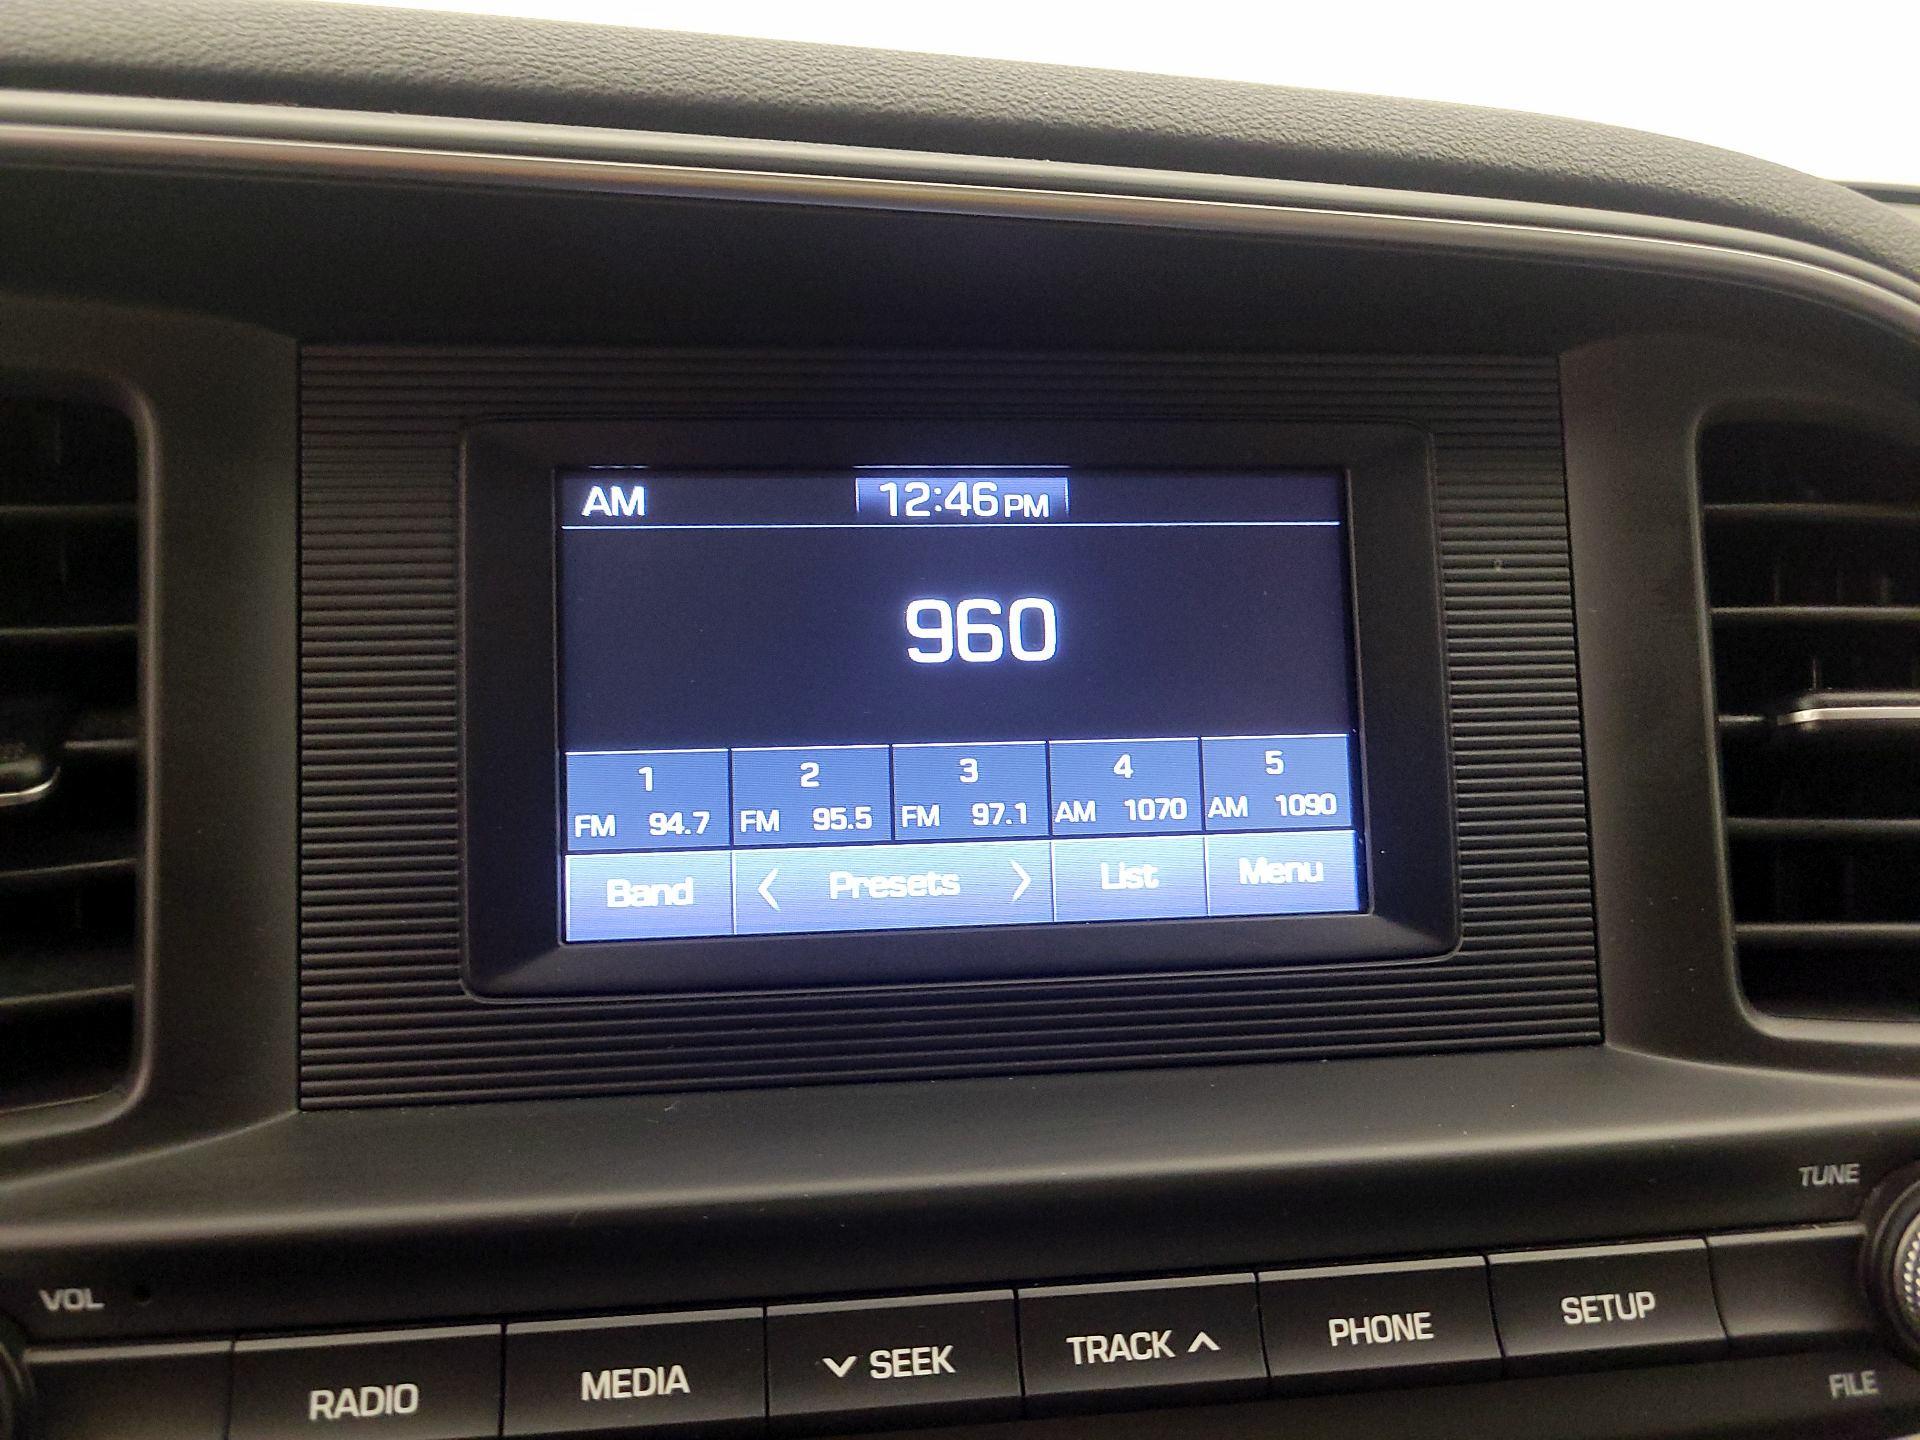 AM 12:46 PM
960
1 2 3 4 5
FM 94.7 FM 95.5 FM 97.1 AM 1070 AM 1090
Band < Presets > List Menu
TUNE
VOL
RADIO MEDIA ∨ SEEK TRACK ∧ PHONE SETUP
FILE